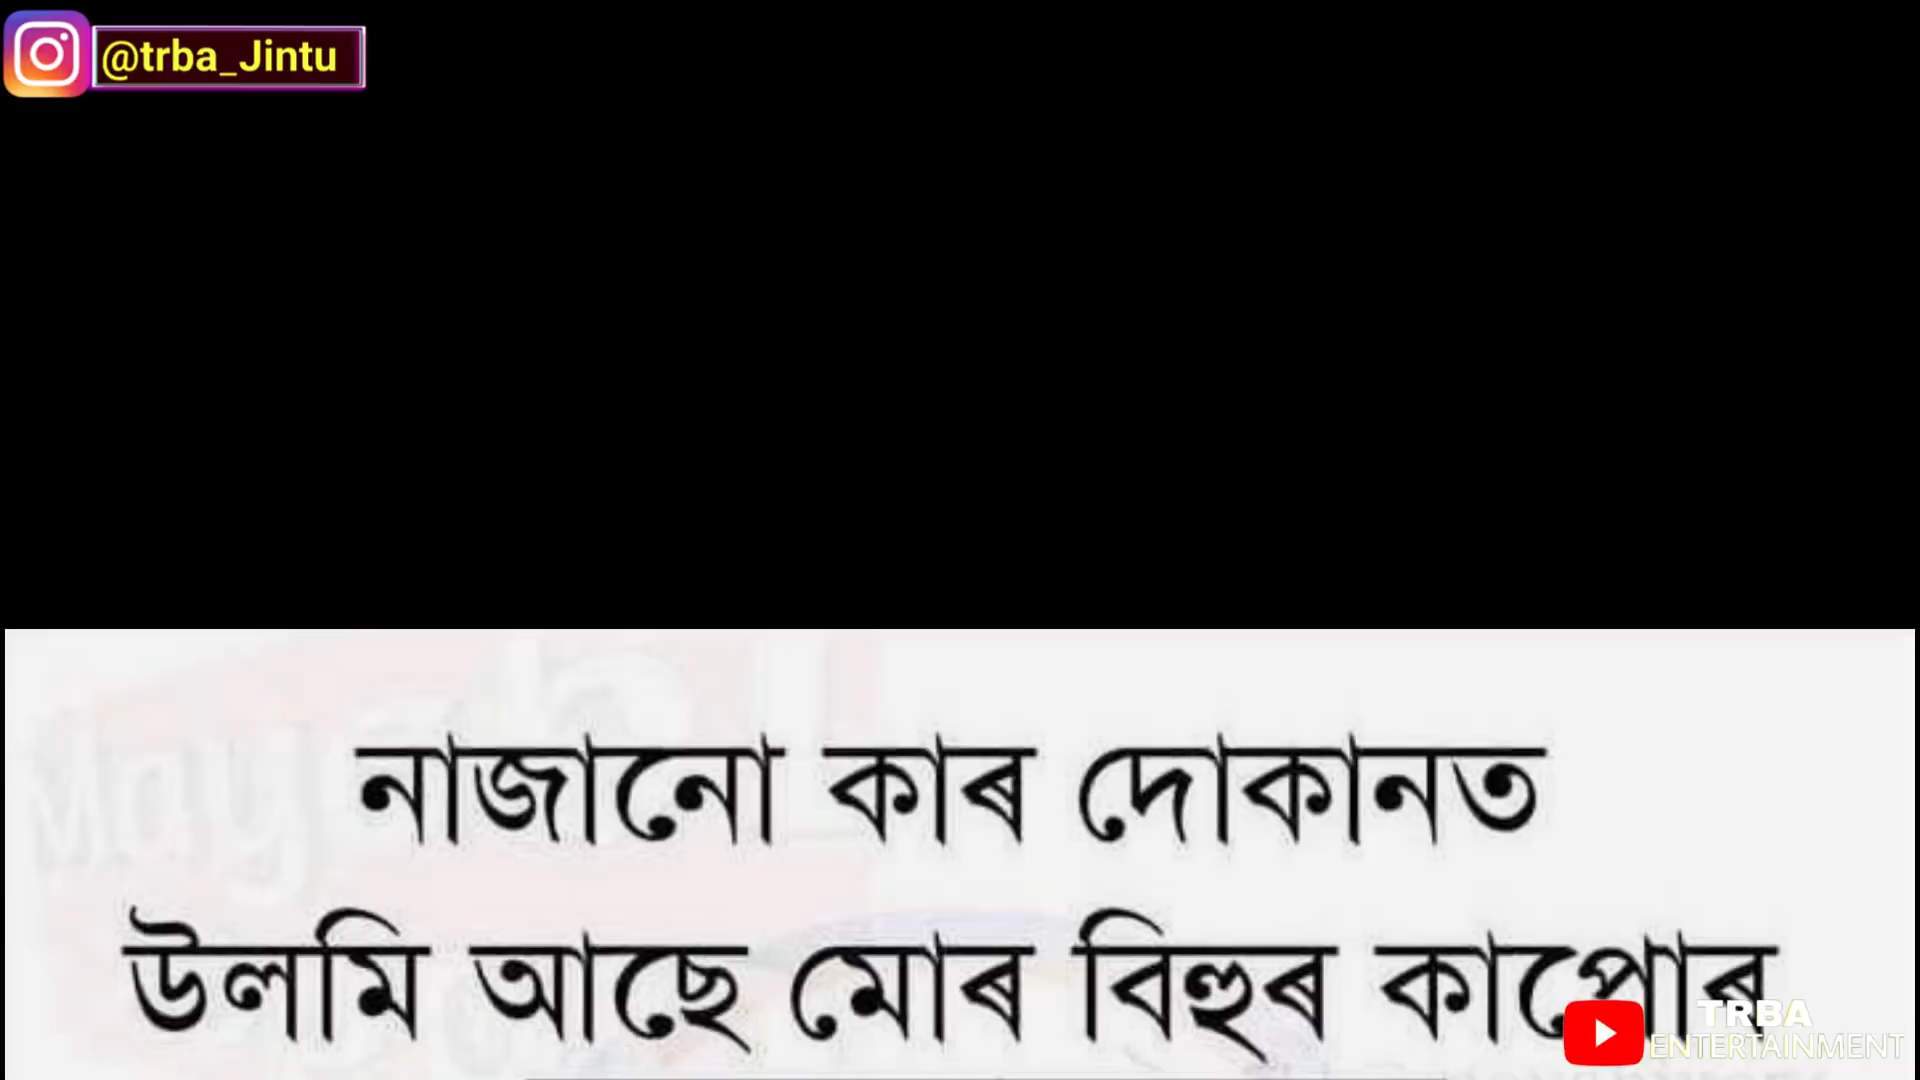 @trba_Jintu
নাজানো কাৰ দোকানত
উলমি আছে মোৰ বিহুৰ কাপোৰ
TRBA
ENTERTAINMENT